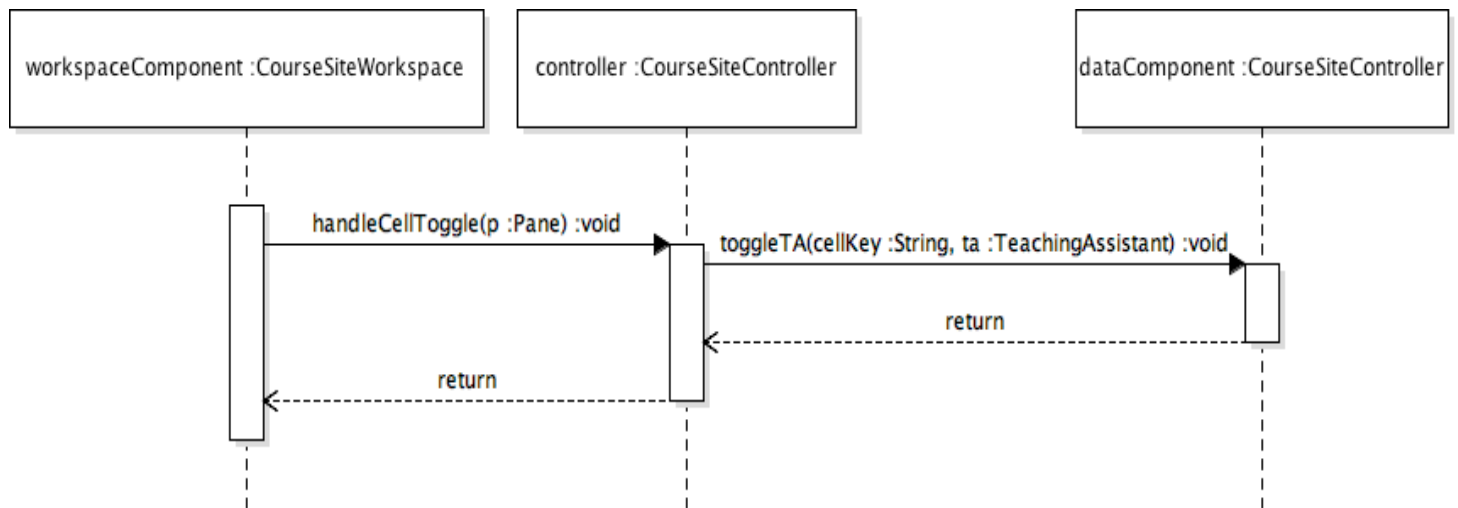 workspaceComponent :CourseSiteWorkspace
controller :CourseSiteController
dataComponent :CourseSiteController
handleCellToggle(p :Pane) :void
toggleTA(cellKey :String, ta :TeachingAssistant) :void
return
return